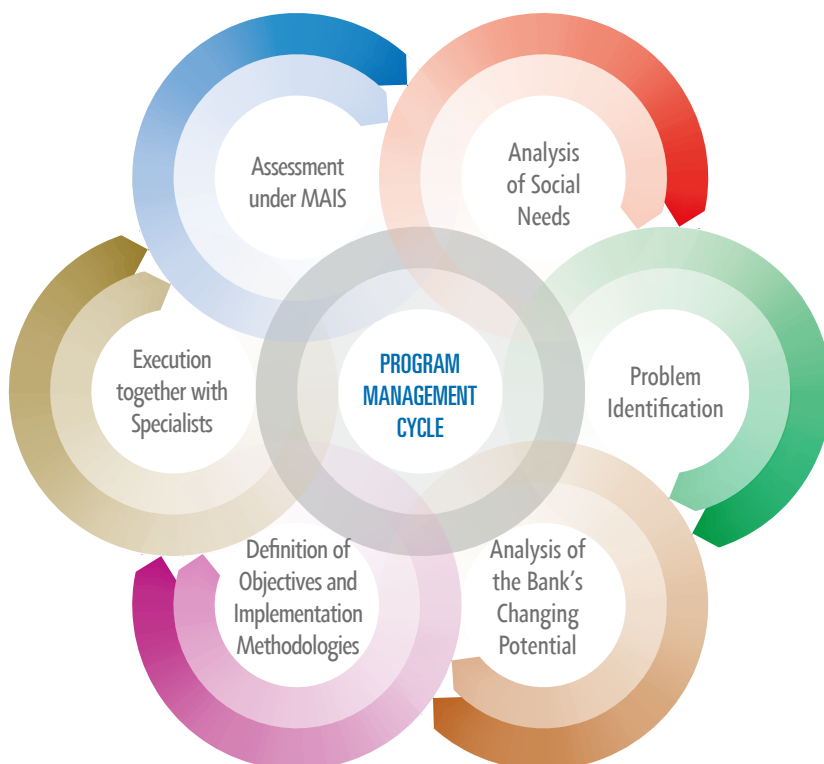 Assessment
under MAIS
Analysis
of Social
Needs
Execution
together with
Specialists
PROGRAM
MANAGEMENT
CYCLE
Problem
Identification
Definition of
Objectives and
Implementation
Methodologies
Analysis of
the Bank’s
Changing
Potential